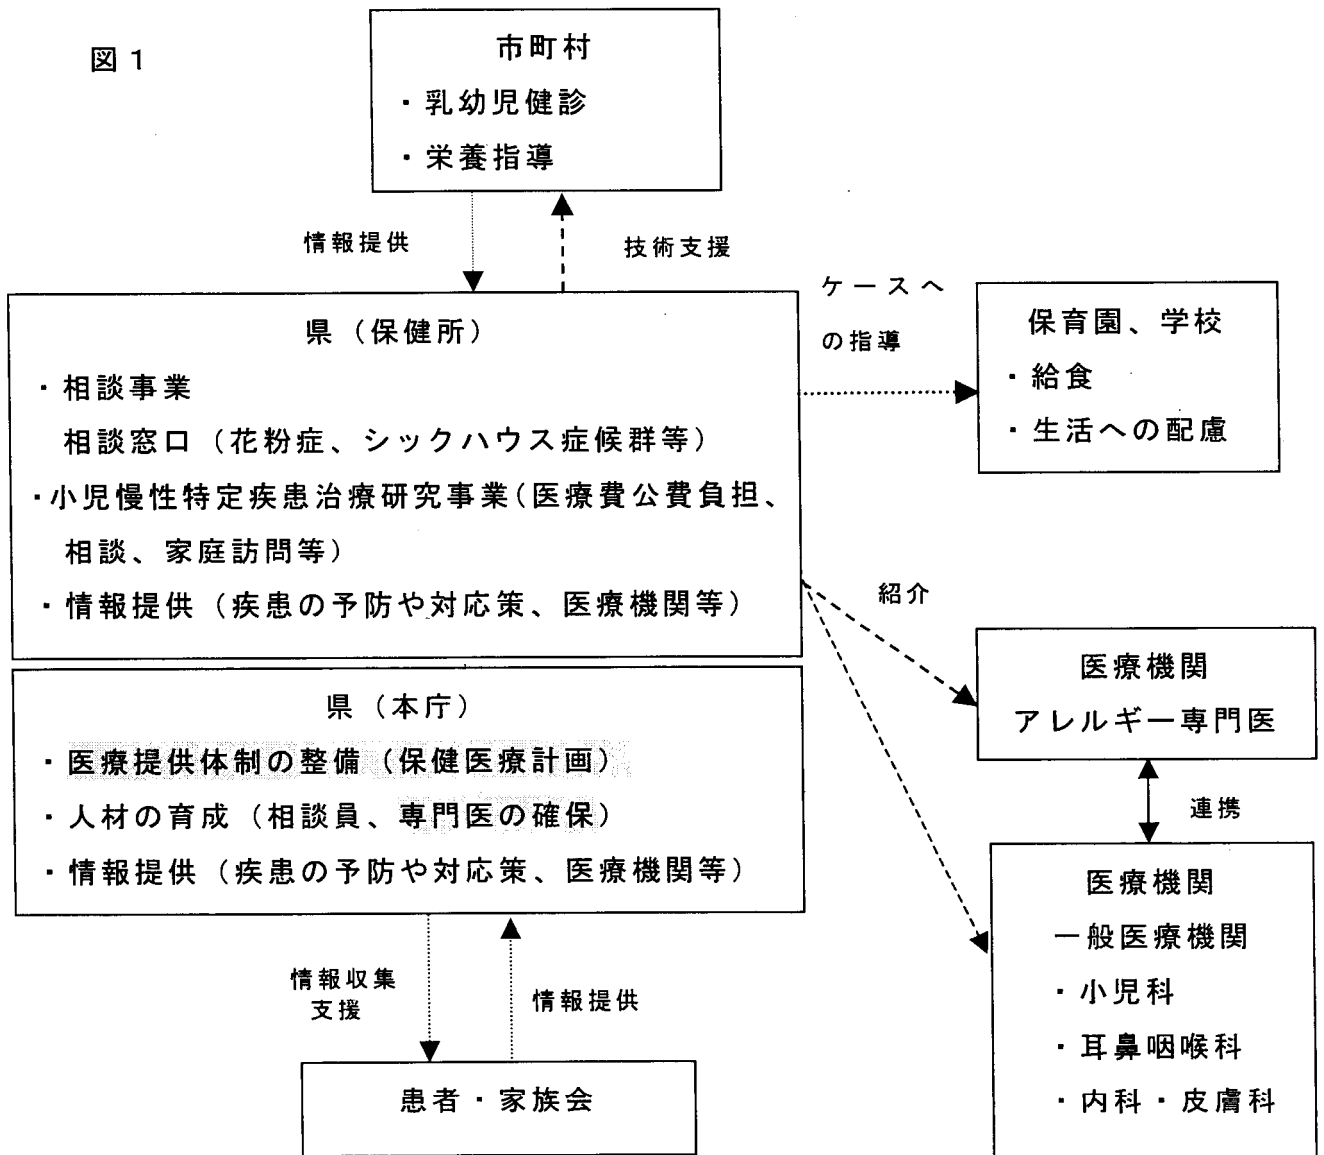 図1
市町村
・乳幼児健診
・栄養指導
情報提供
技術支援
県（保健所）
・相談事業
相談窓口（花粉症、シックハウス症候群等）
・小児慢性特定疾患治療研究事業（医療費公費負担、
相談、家庭訪問等）
・情報提供（疾患の予防や対応策、医療機関等）
ケースへ
の指導
保育園、学校
・給食
・生活への配慮
紹介
県（本庁）
・医療提供体制の整備（保健医療計画）
・人材の育成（相談員、専門医の確保）
・情報提供（疾患の予防や対応策、医療機関等）
医療機関
アレルギー専門医
連携
医療機関
一般医療機関
・小児科
・耳鼻咽喉科
・内科・皮膚科
情報収集
支援
情報提供
患者・家族会